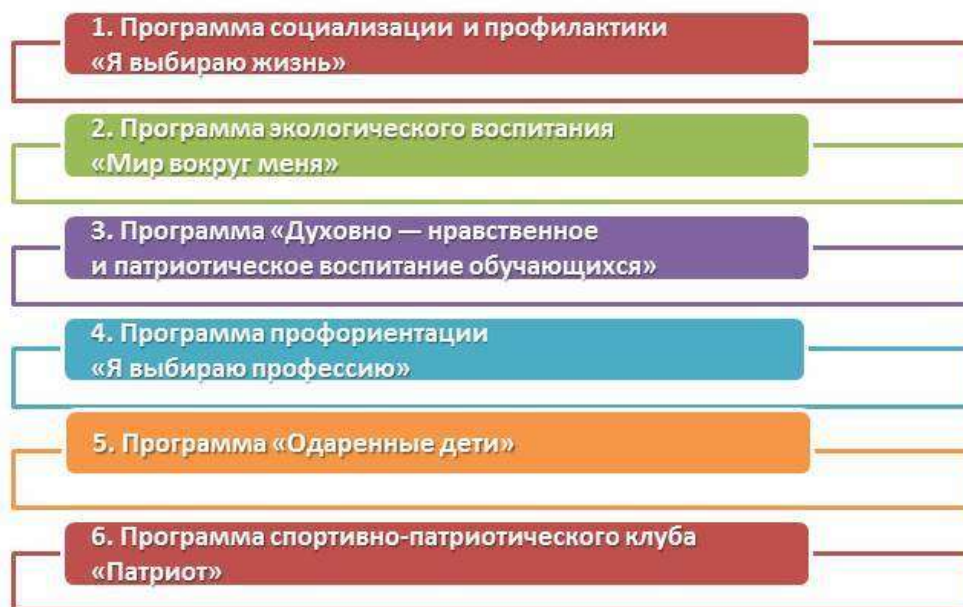 1. Программа социализации и профилактики
«Я выбираю жизнь»
2. Программа экологического воспитания
«Мир вокруг меня»
3. Программа «Духовно — нравственное
и патриотическое воспитание обучающихся»
4. Программа профориентации
«Я выбираю профессию»
5. Программа «Одаренные дети»
6. Программа спортивно-патриотического клуба
«Патриот»